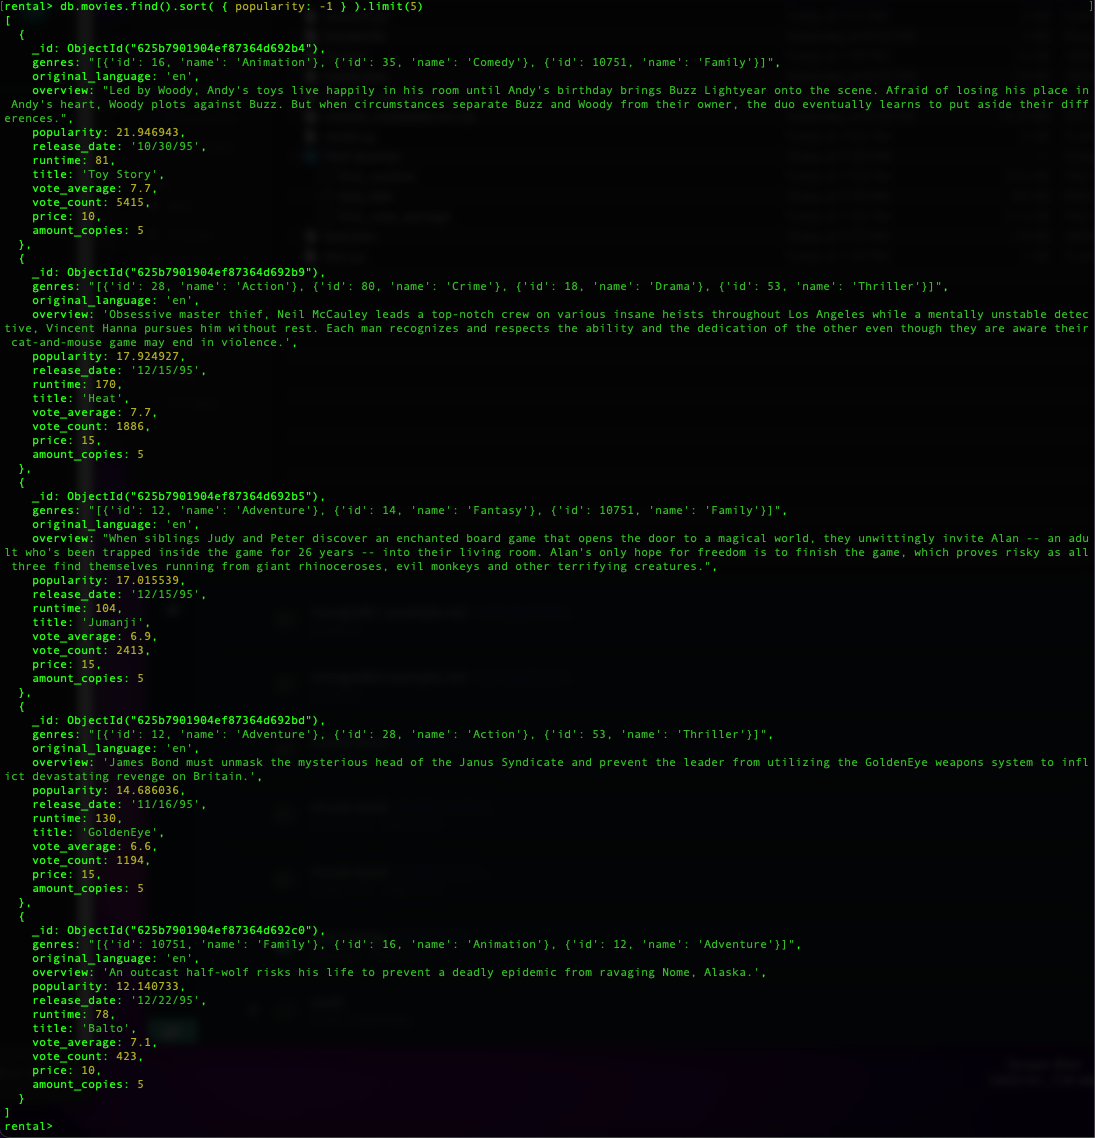 [rental> db.movies.find().sort( { popularity: -1 } ).limit(5) ]
[
  {
    _id: ObjectId("625b7901904ef87364d692b4"),
    genres: "[{'id': 16, 'name': 'Animation'}, {'id': 35, 'name': 'Comedy'}, {'id': 10751, 'name': 'Family'}]",
    original_language: 'en',
    overview: "Led by Woody, Andy's toys live happily in his room until Andy's birthday brings Buzz Lightyear onto the scene. Afraid of losing his place in
 Andy's heart, Woody plots against Buzz. But when circumstances separate Buzz and Woody from their owner, the duo eventually learns to put aside their diff
erences.",
    popularity: 21.946943,
    release_date: '10/30/95',
    runtime: 81,
    title: 'Toy Story',
    vote_average: 7.7,
    vote_count: 5415,
    price: 10,
    amount_copies: 5
  },
  {
    _id: ObjectId("625b7901904ef87364d692b9"),
    genres: "[{'id': 28, 'name': 'Action'}, {'id': 80, 'name': 'Crime'}, {'id': 18, 'name': 'Drama'}, {'id': 53, 'name': 'Thriller'}]",
    original_language: 'en',
    overview: 'Obsessive master thief, Neil McCauley leads a top-notch crew on various insane heists throughout Los Angeles while a mentally unstable detec
tive, Vincent Hanna pursues him without rest. Each man recognizes and respects the ability and the dedication of the other even though they are aware their
 cat-and-mouse game may end in violence.',
    popularity: 17.924927,
    release_date: '12/15/95',
    runtime: 170,
    title: 'Heat',
    vote_average: 7.7,
    vote_count: 1886,
    price: 15,
    amount_copies: 5
  },
  {
    _id: ObjectId("625b7901904ef87364d692b5"),
    genres: "[{'id': 12, 'name': 'Adventure'}, {'id': 14, 'name': 'Fantasy'}, {'id': 10751, 'name': 'Family'}]",
    original_language: 'en',
    overview: "When siblings Judy and Peter discover an enchanted board game that opens the door to a magical world, they unwittingly invite Alan -- an adu
lt who's been trapped inside the game for 26 years -- into their living room. Alan's only hope for freedom is to finish the game, which proves risky as all
 three find themselves running from giant rhinoceroses, evil monkeys and other terrifying creatures.",
    popularity: 17.015539,
    release_date: '12/15/95',
    runtime: 104,
    title: 'Jumanji',
    vote_average: 6.9,
    vote_count: 2413,
    price: 15,
    amount_copies: 5
  },
  {
    _id: ObjectId("625b7901904ef87364d692bd"),
    genres: "[{'id': 12, 'name': 'Adventure'}, {'id': 28, 'name': 'Action'}, {'id': 53, 'name': 'Thriller'}]",
    original_language: 'en',
    overview: 'James Bond must unmask the mysterious head of the Janus Syndicate and prevent the leader from utilizing the GoldenEye weapons system to infl
ict devastating revenge on Britain.',
    popularity: 14.686036,
    release_date: '11/16/95',
    runtime: 130,
    title: 'GoldenEye',
    vote_average: 6.6,
    vote_count: 1194,
    price: 15,
    amount_copies: 5
  },
  {
    _id: ObjectId("625b7901904ef87364d692c0"),
    genres: "[{'id': 10751, 'name': 'Family'}, {'id': 16, 'name': 'Animation'}, {'id': 12, 'name': 'Adventure'}]",
    original_language: 'en',
    overview: 'An outcast half-wolf risks his life to prevent a deadly epidemic from ravaging Nome, Alaska.',
    popularity: 12.140733,
    release_date: '12/22/95',
    runtime: 78,
    title: 'Balto',
    vote_average: 7.1,
    vote_count: 423,
    price: 10,
    amount_copies: 5
  }
]
rental>